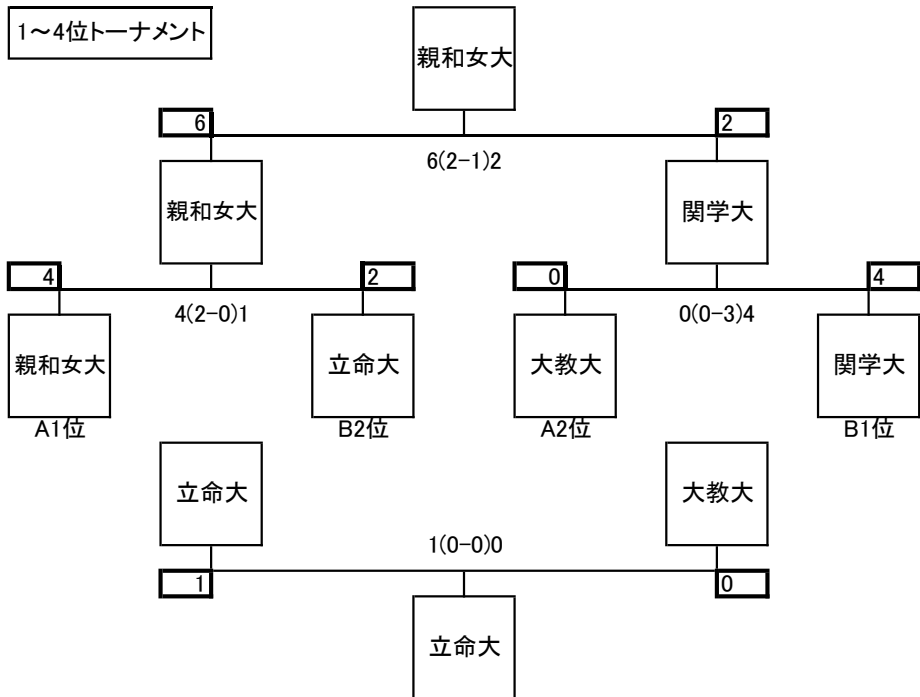 1～4位トーナメント
親和女大
6
2
6(2-1)2
親和女大
関学大
4
2
0
4
4(2-0)1
0(0-3)4
親和女大
立命大
大教大
関学大
A1位
B2位
A2位
B1位
立命大
大教大
1(0-0)0
1
0
立命大